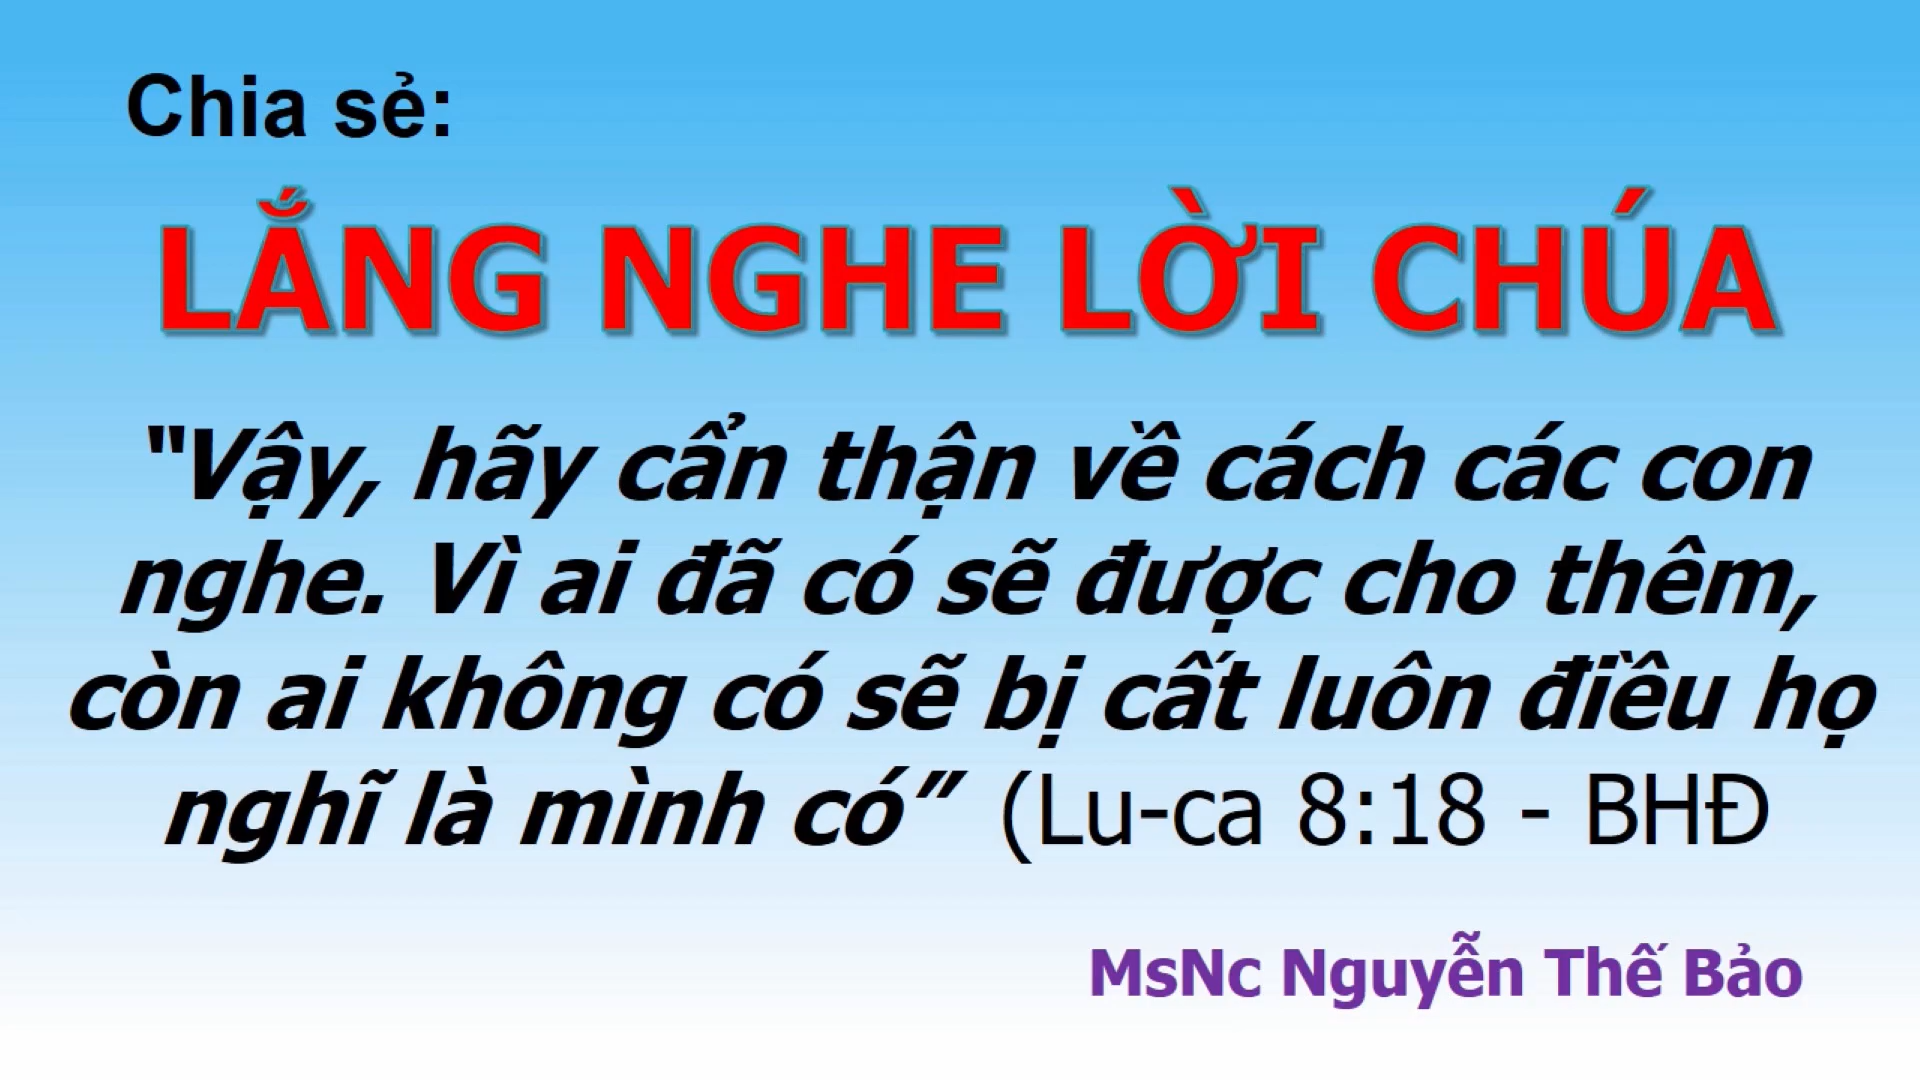 Chia sẻ:
LẮNG NGHE LỜI CHÚA
"Vậy, hãy cẩn thận về cách các con
nghe. Vì ai đã có sẽ được cho thêm,
còn ai không có sẽ bị cất luôn điều họ
nghĩ là mình có” (Lu-ca 8:18 - BHĐ
MsNc Nguyễn Thế Bảo